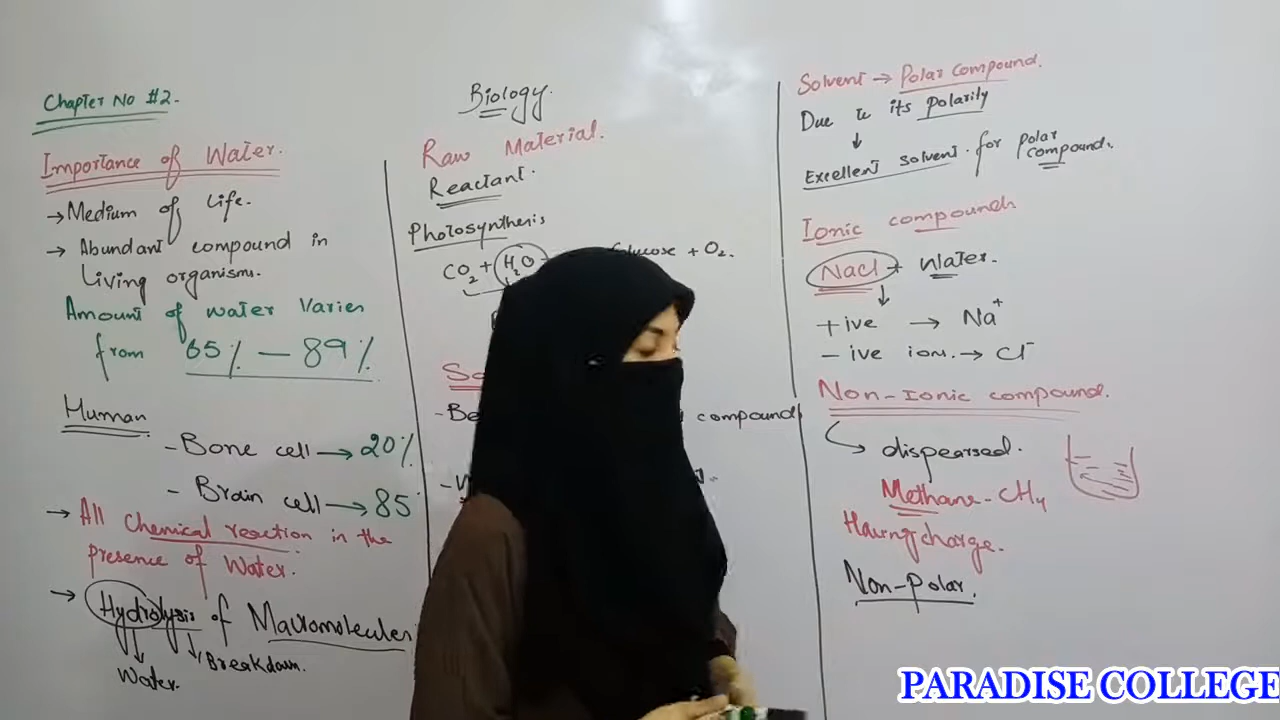 Chapter No #2.
Importance of Water.
→ Medium of life.
→ Abundant compound in
living organism.
Amount of water Varies
from 65% — 89%
Human
- Bone cell → 20%
- Brain cell → 85
→ All Chemical reaction in the
presence of Water.
→ Hydrolysis of Macromolecules
Water. Breakdown.
Biology.
Raw Material.
Reactant.
Photosynthesis
CO2 + H2O Glucose + O2.
- Be compound
Solvent → Polar compound.
Due to its polarity
↓
Excellent solvent for polar
compound.
Ionic compounds
NaCl + Water.
↓
+ ive → Na+
- ive ion. → Cl-
Non-Ionic compound.
dispearsed.
Methane - CH4
Having charge.
Non-Polar.
PARADISE COLLEGE